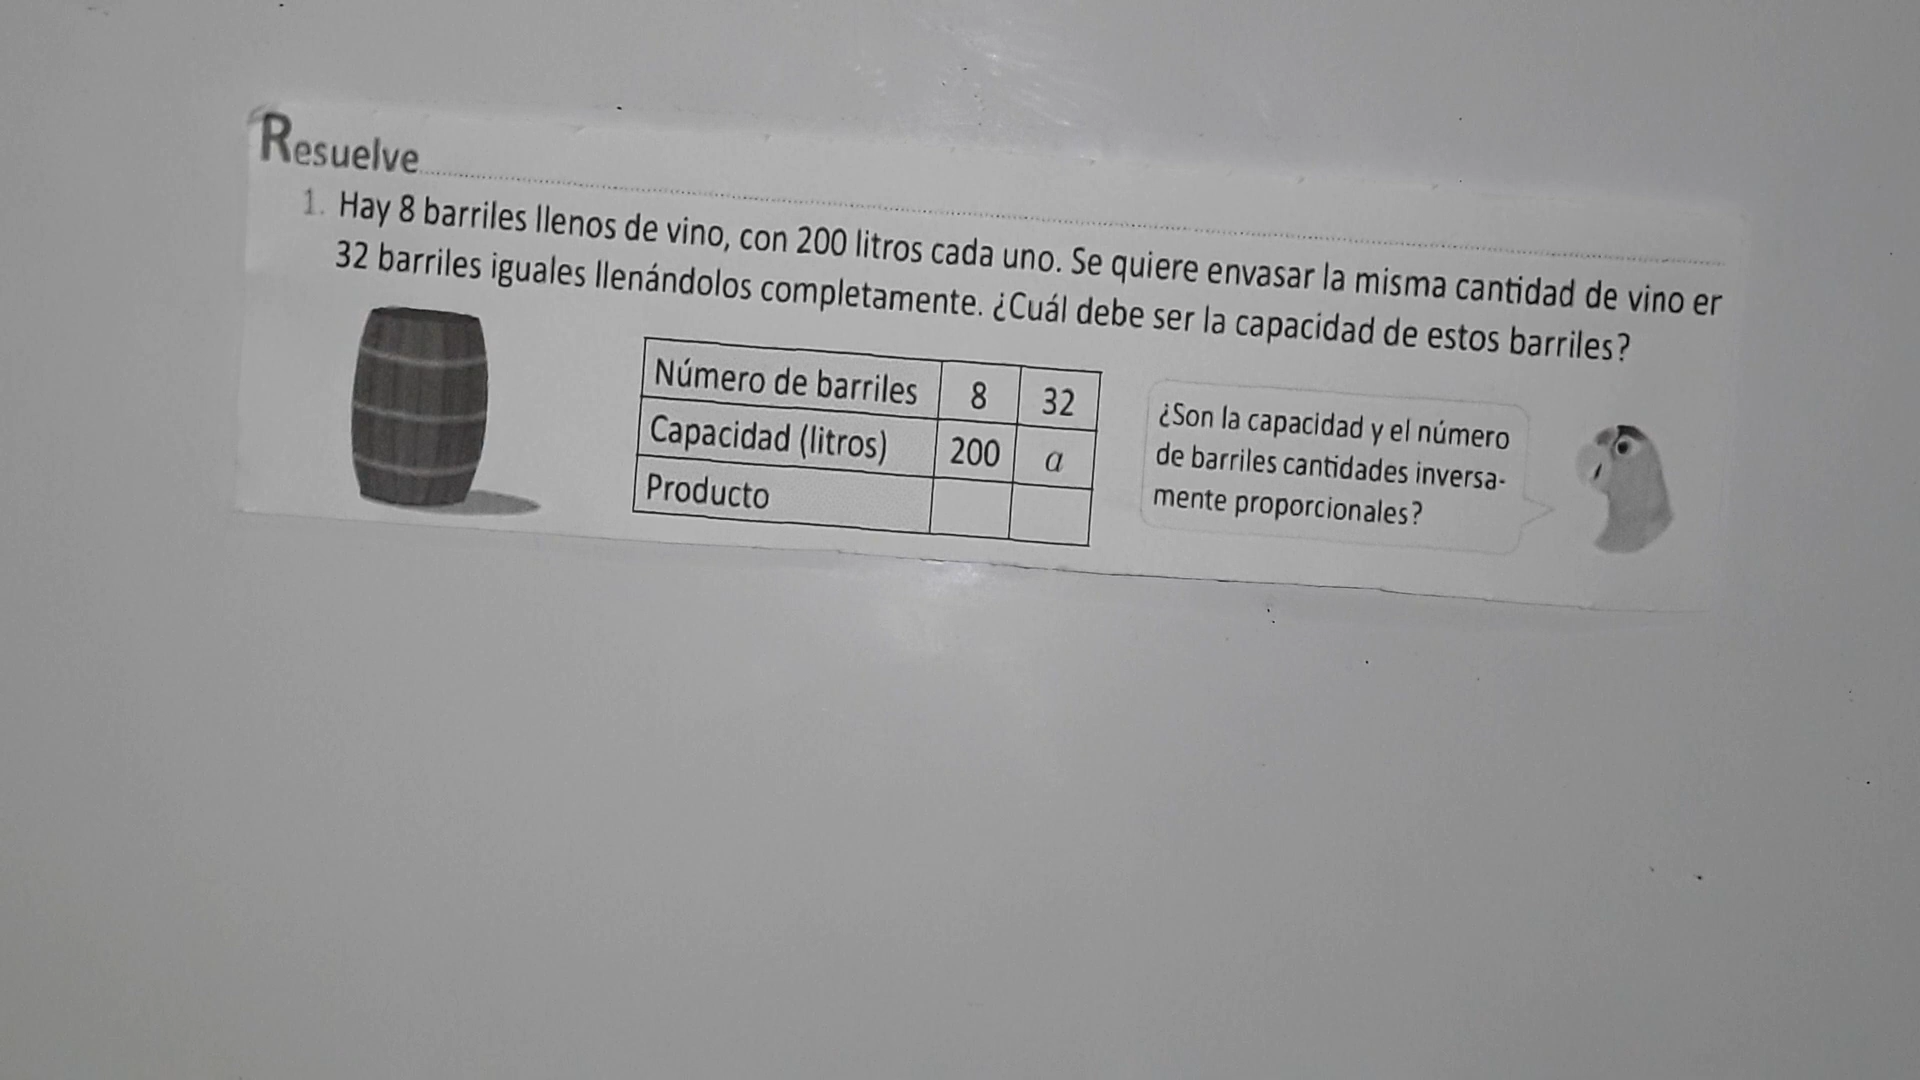 Resuelve
1. Hay 8 barriles llenos de vino, con 200 litros cada uno. Se quiere envasar la misma cantidad de vino er
32 barriles iguales llenándolos completamente. ¿Cuál debe ser la capacidad de estos barriles?
Número de barriles 8 32
Capacidad (litros) 200 a
Producto
¿Son la capacidad y el número
de barriles cantidades inversa-
mente proporcionales?